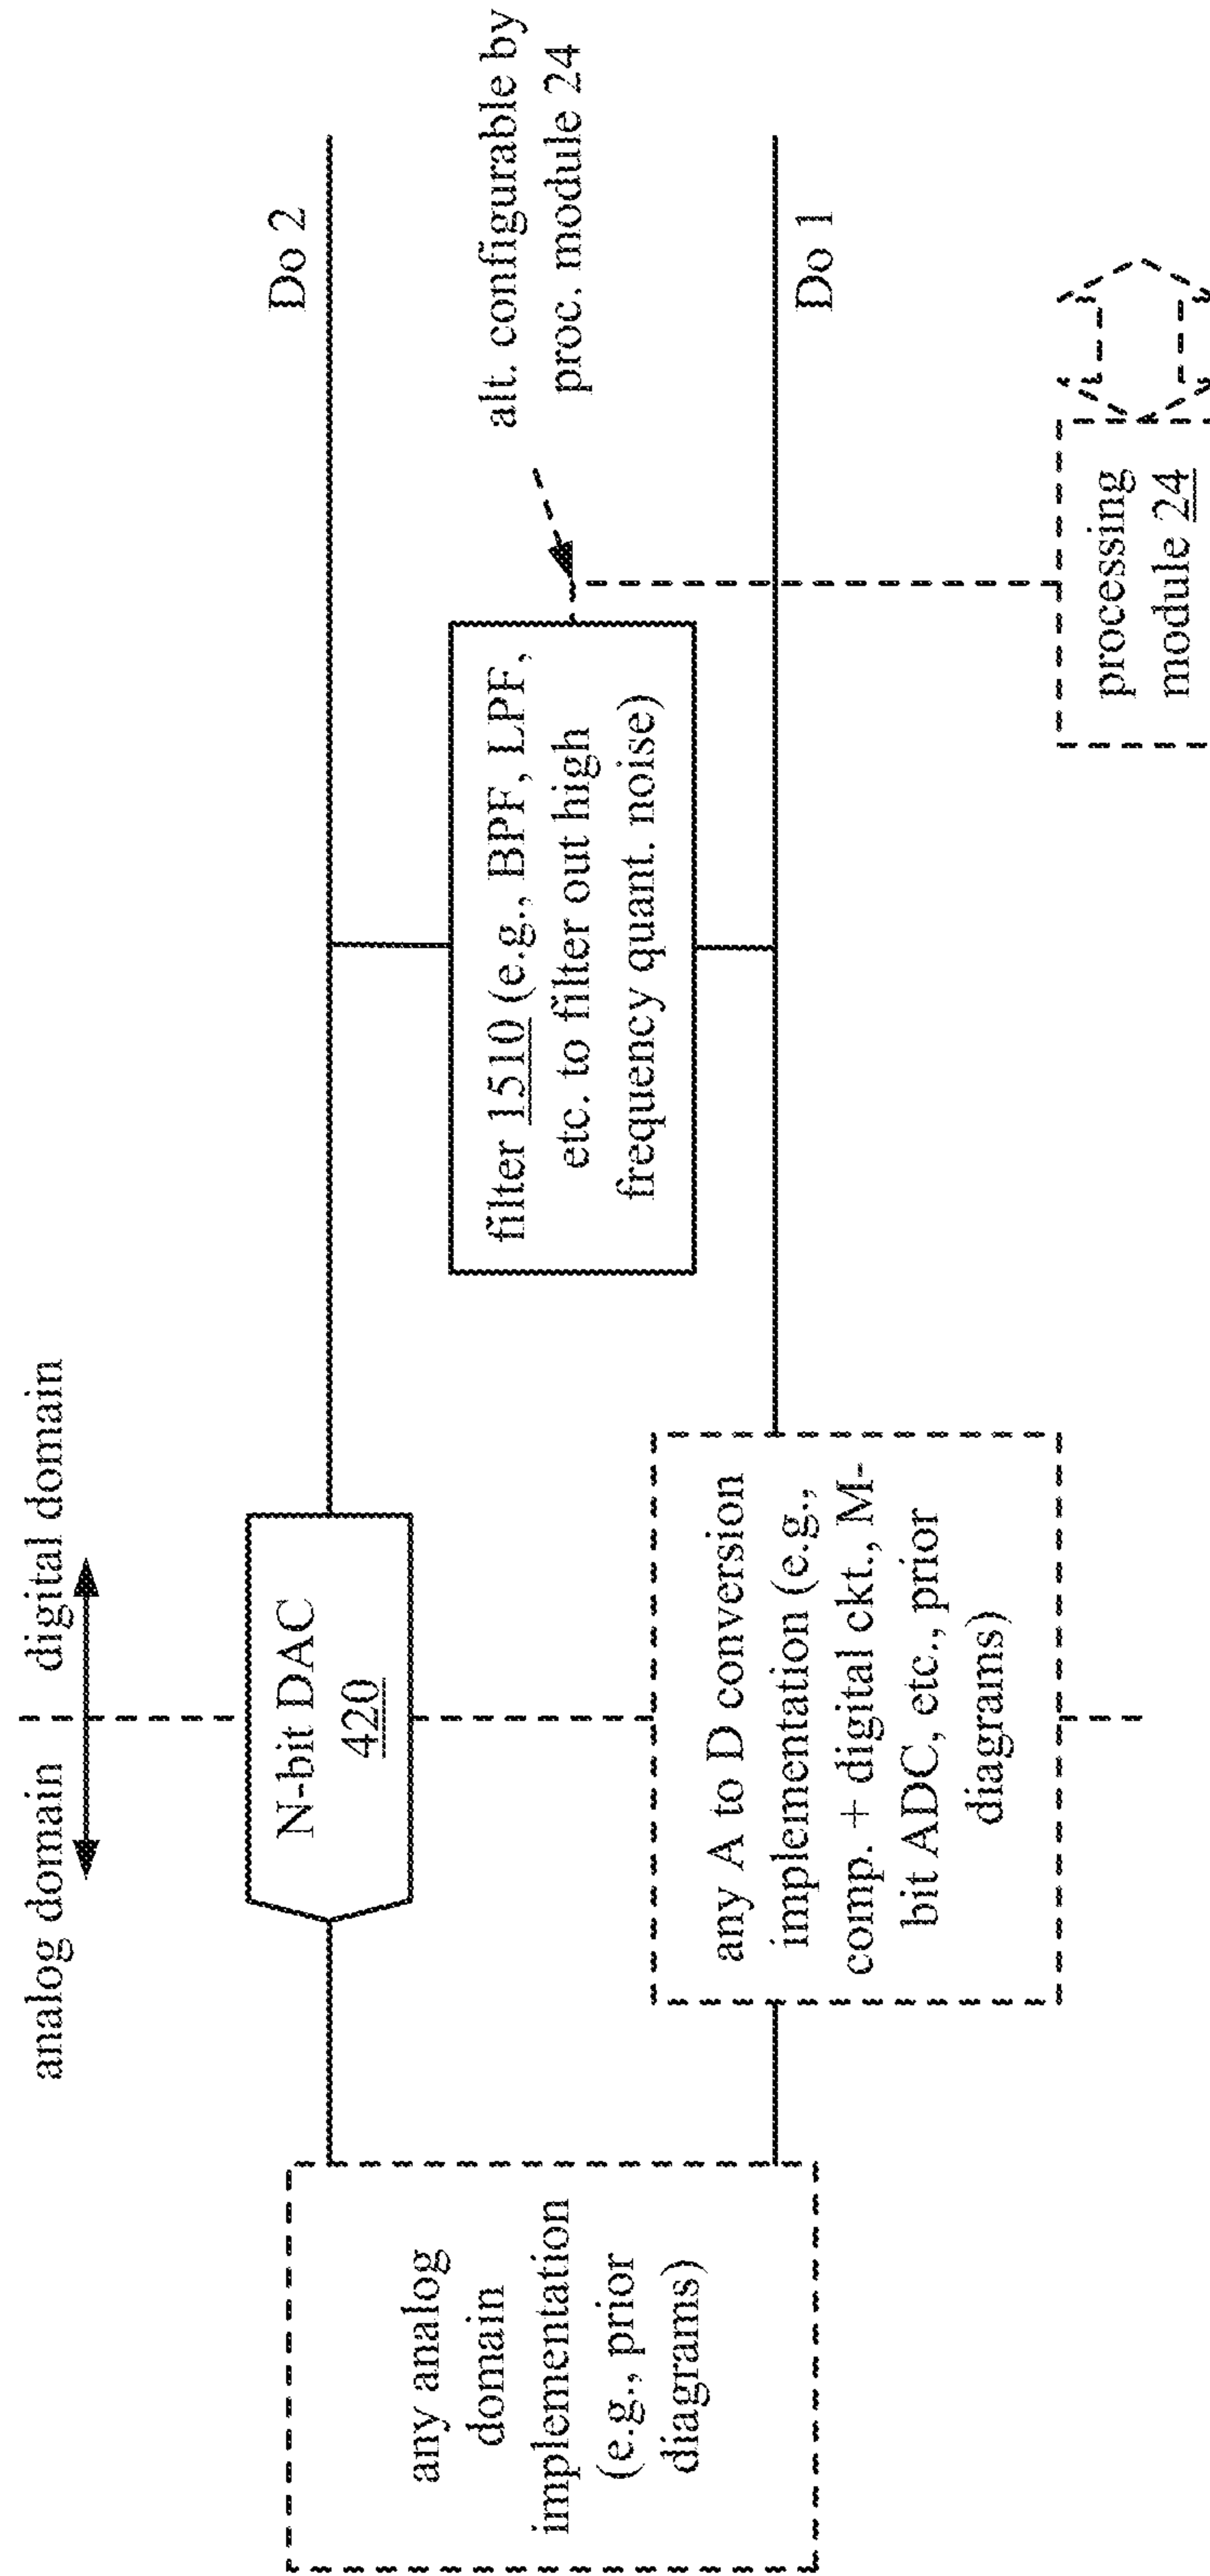 analog domain
digital domain
any analog
domain
implementation
(e.g., prior
diagrams)
N-bit DAC
420
any A to D conversion
implementation (e.g.,
comp. + digital ckt., M-
bit ADC, etc., prior
diagrams)
Do 2
filter 1510 (e.g., BPF, LPF,
etc. to filter out high
frequency quant. noise)
alt. configurable by
proc. module 24
Do 1
processing
module 24